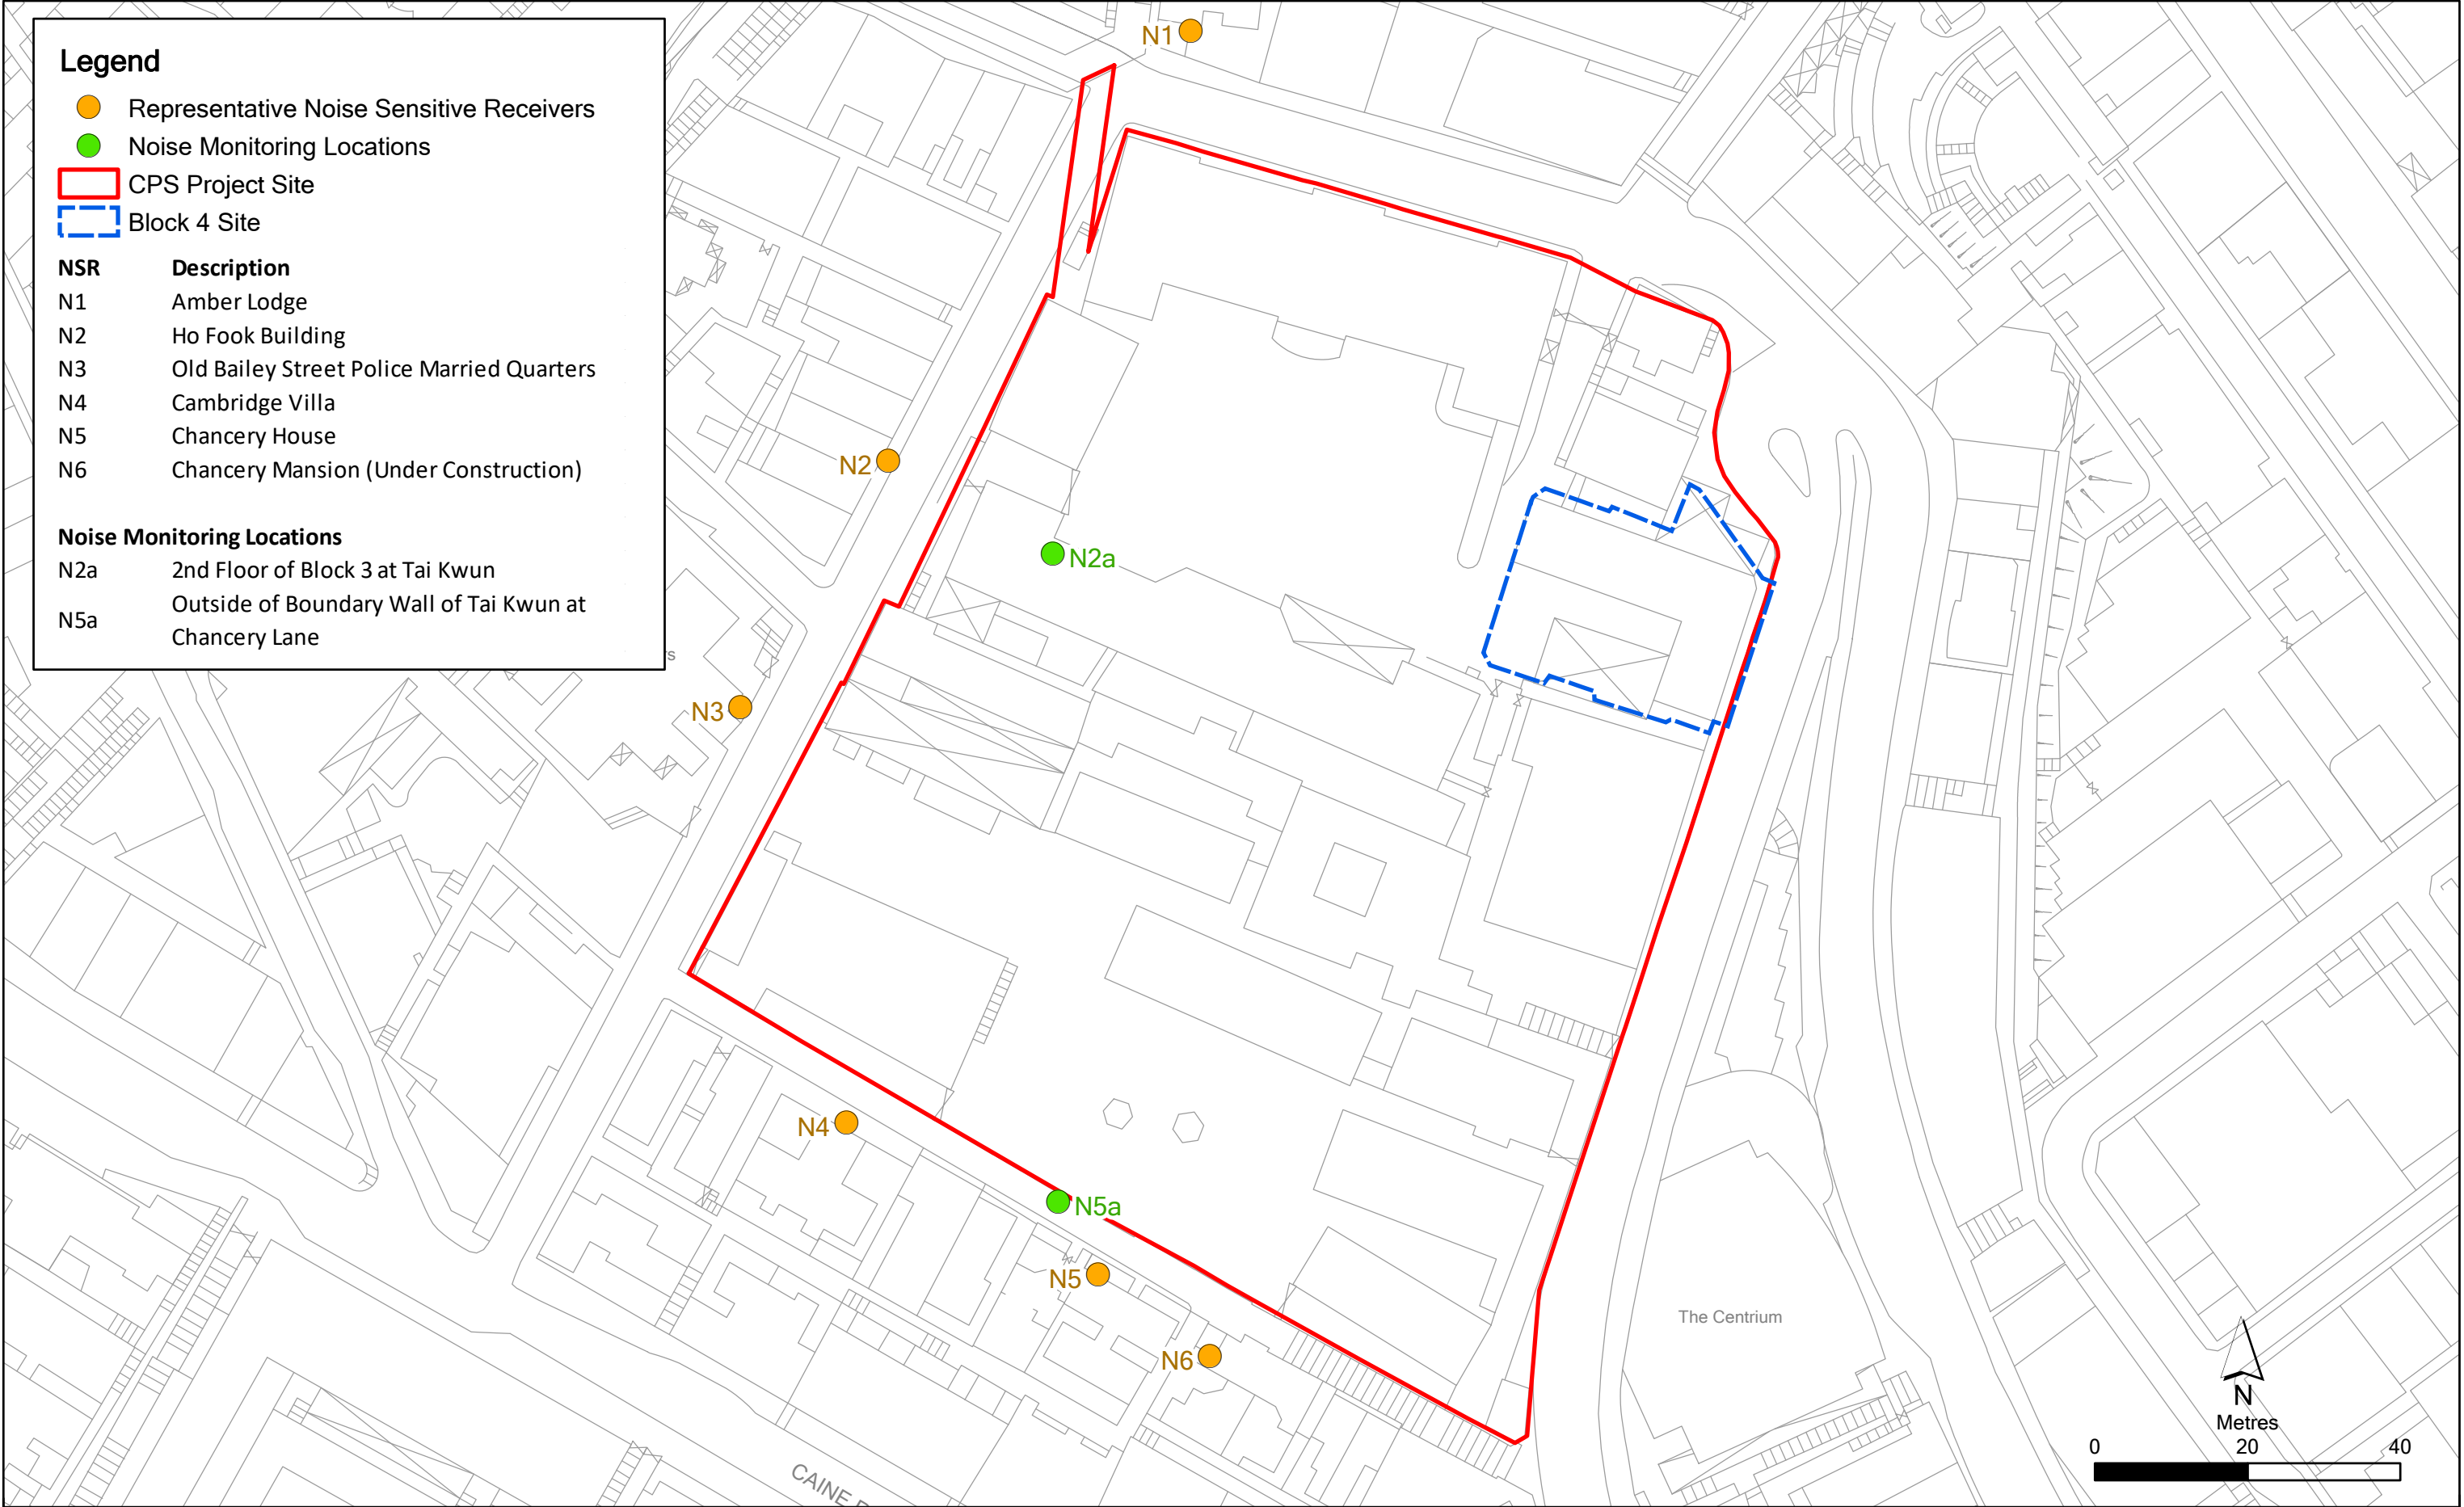 Legend
Representative Noise Sensitive Receivers
Noise Monitoring Locations
CPS Project Site
Block 4 Site
NSR Description
N1 Amber Lodge
N2 Ho Fook Building
N3 Old Bailey Street Police Married Quarters
N4 Cambridge Villa
N5 Chancery House
N6 Chancery Mansion (Under Construction)
Noise Monitoring Locations
N2a 2nd Floor of Block 3 at Tai Kwun
N5a Outside of Boundary Wall of Tai Kwun at
Chancery Lane
N1
N2
N2a
rs
N3
N4
N5a
N5
N6
The Centrium
CAINE
N
Metres
0 20 40